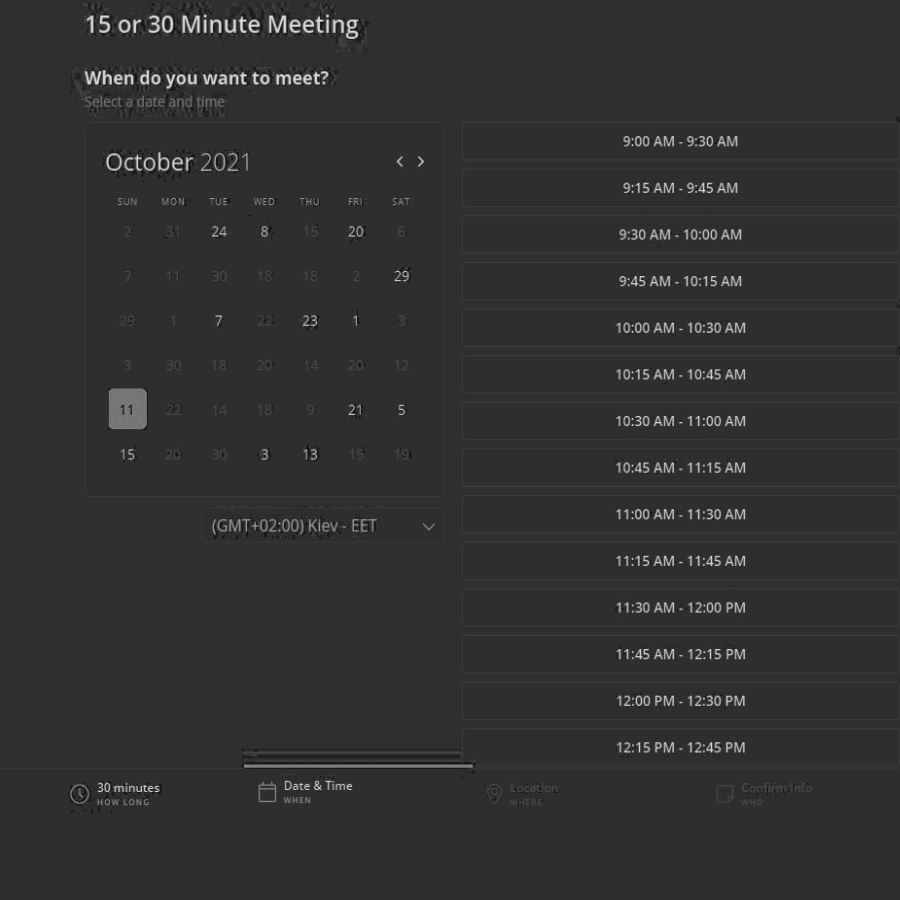 15 or 30 Minute Meeting
When do you want to meet?
Select a date and time
October 2021
SUN MON TUE WED THU FRI SAT
2 31 24 8 15 20 6
7 11 30 18 18 2 29
29 1 7 22 23 1 3
3 30 18 20 14 20 12
11 22 14 18 9 21 5
15 20 30 3 13 15 19
(GMT+02:00) Kiev - EET
9:00 AM - 9:30 AM
9:15 AM - 9:45 AM
9:30 AM - 10:00 AM
9:45 AM - 10:15 AM
10:00 AM - 10:30 AM
10:15 AM - 10:45 AM
10:30 AM - 11:00 AM
10:45 AM - 11:15 AM
11:00 AM - 11:30 AM
11:15 AM - 11:45 AM
11:30 AM - 12:00 PM
11:45 AM - 12:15 PM
12:00 PM - 12:30 PM
12:15 PM - 12:45 PM
30 minutes
HOW LONG
Date & Time
WHEN
Location
WHERE
Confirm Info
WHO